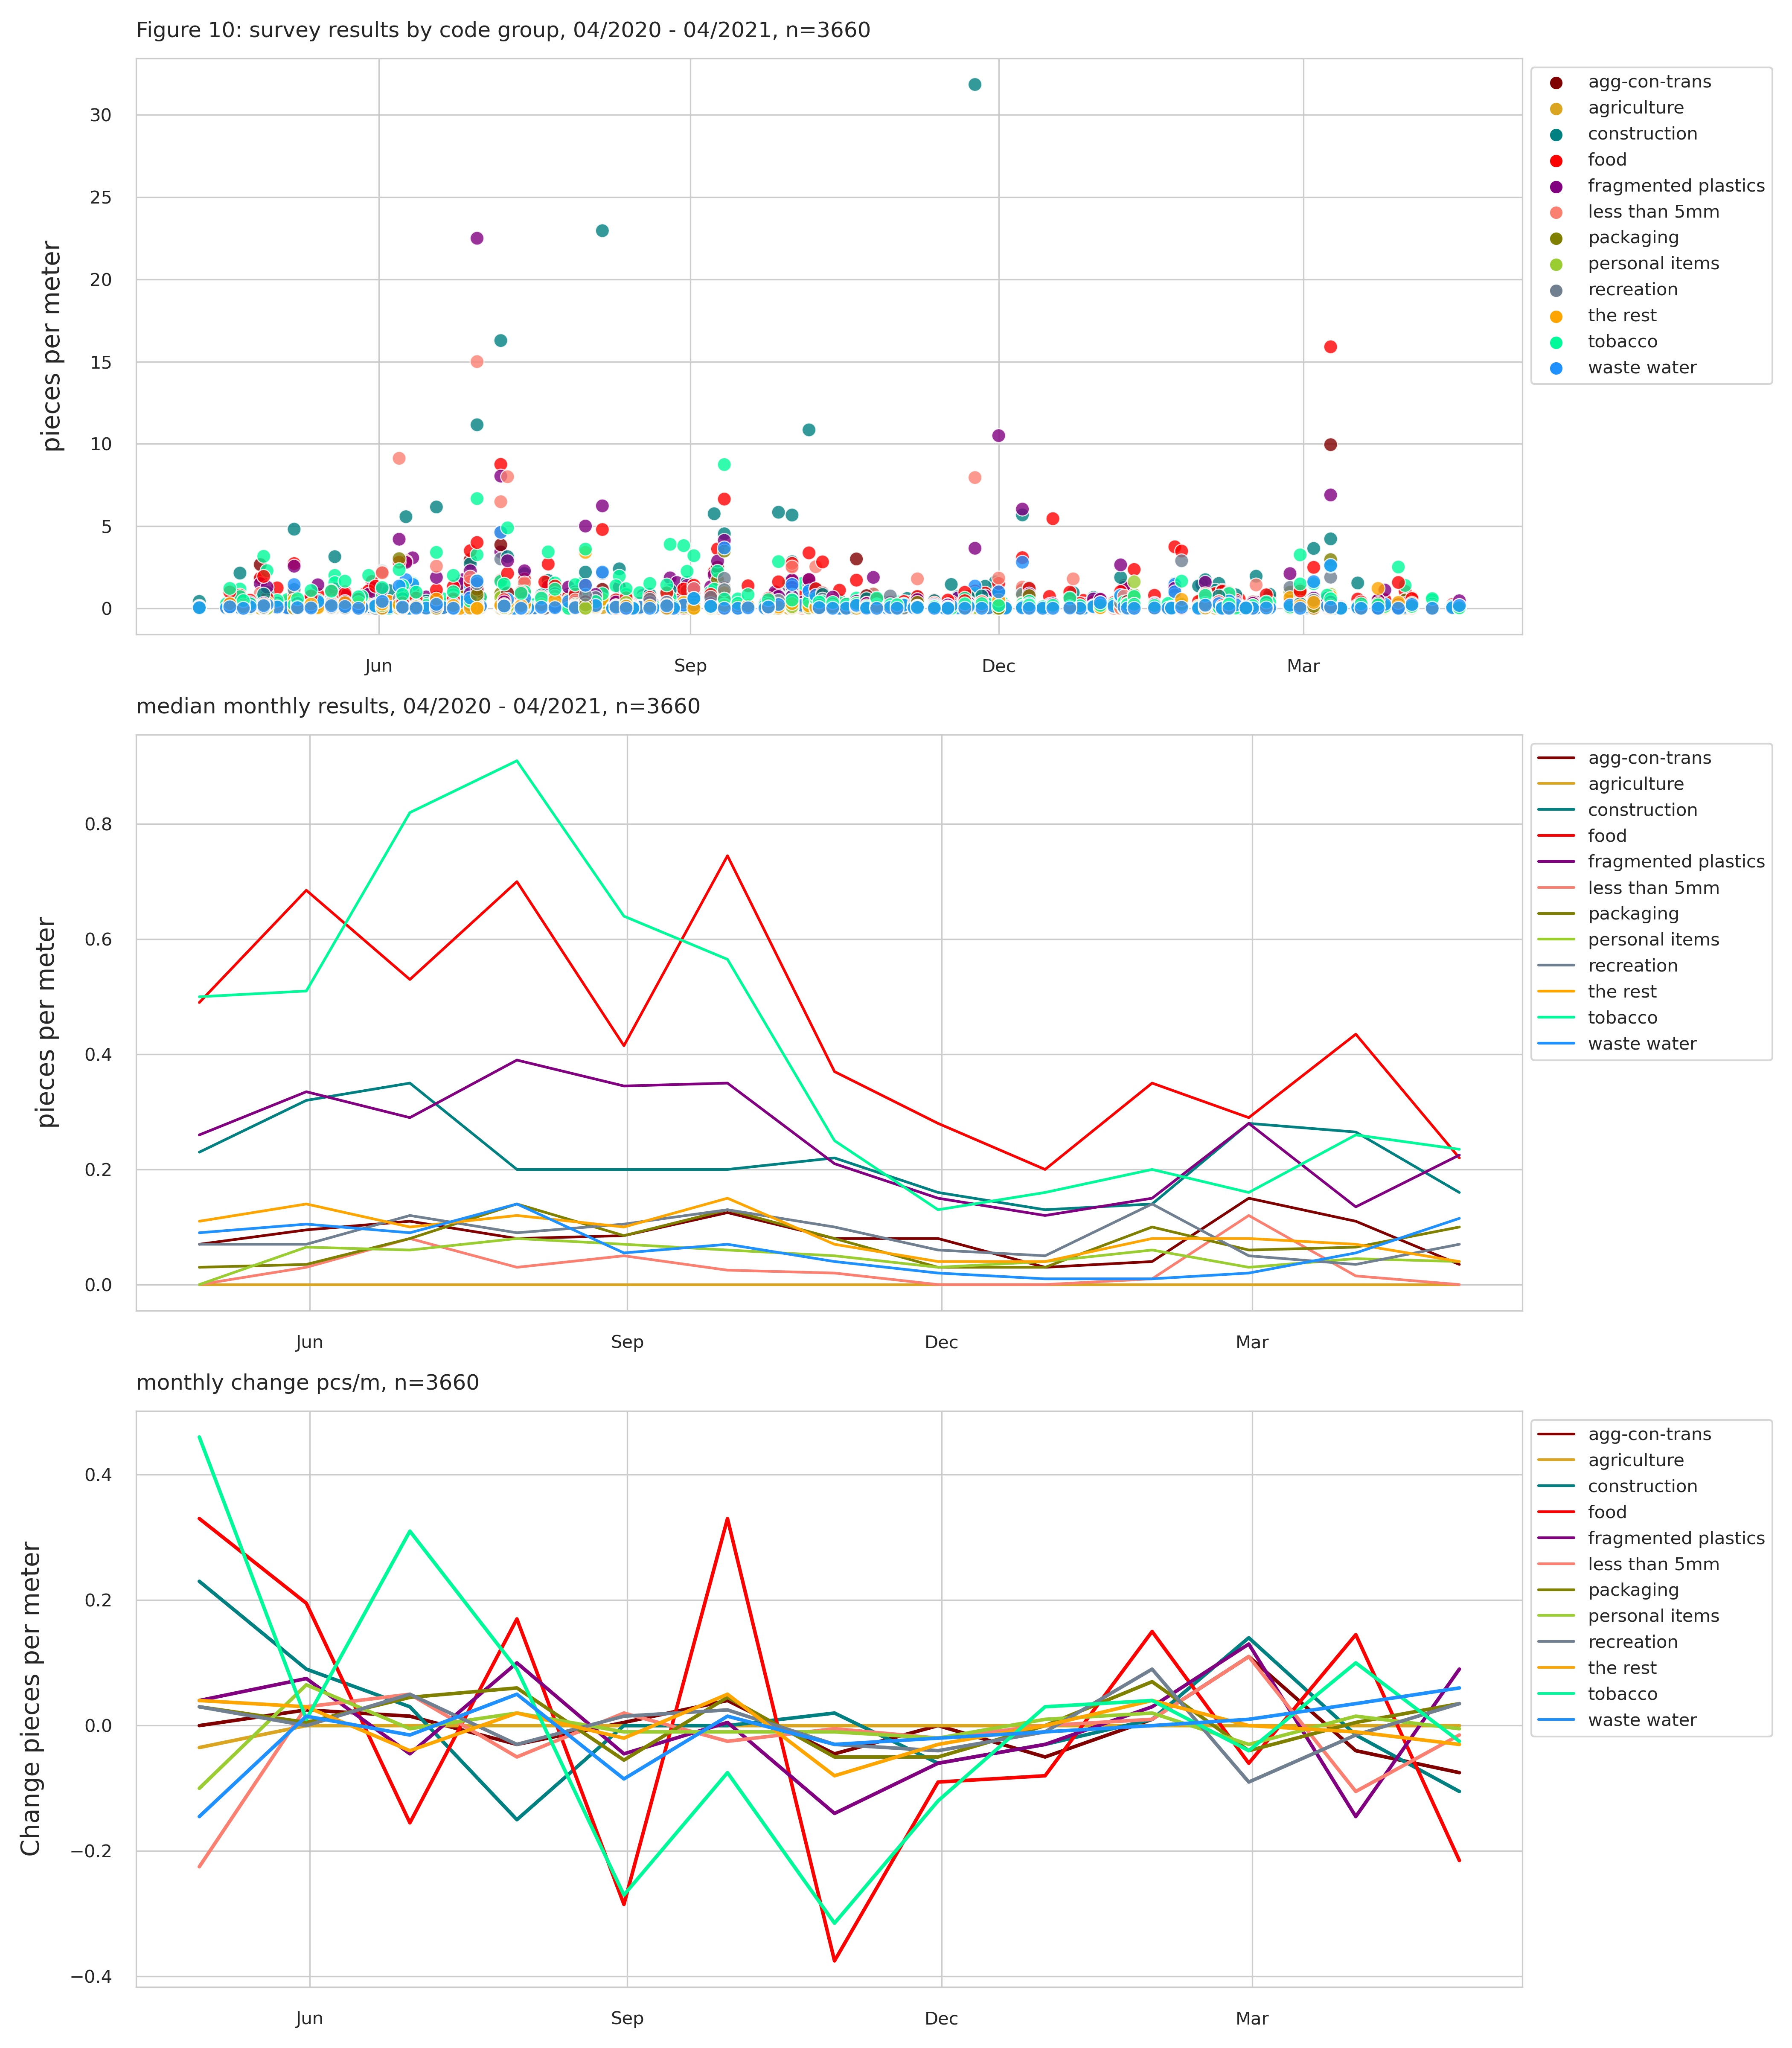 Figure 10: survey results by code group, 04/2020 - 04/2021, n=3660
pieces per meter
30
25
20
15
10
5
0
Jun
Sep
Dec
Mar
agg-con-trans
agriculture
construction
food
fragmented plastics
less than 5mm
packaging
personal items
recreation
the rest
tobacco
waste water
median monthly results, 04/2020 - 04/2021, n=3660
pieces per meter
0.8
0.6
0.4
0.2
0.0
Jun
Sep
Dec
Mar
agg-con-trans
agriculture
construction
food
fragmented plastics
less than 5mm
packaging
personal items
recreation
the rest
tobacco
waste water
monthly change pcs/m, n=3660
Change pieces per meter
0.4
0.2
0.0
−0.2
−0.4
Jun
Sep
Dec
Mar
agg-con-trans
agriculture
construction
food
fragmented plastics
less than 5mm
packaging
personal items
recreation
the rest
tobacco
waste water